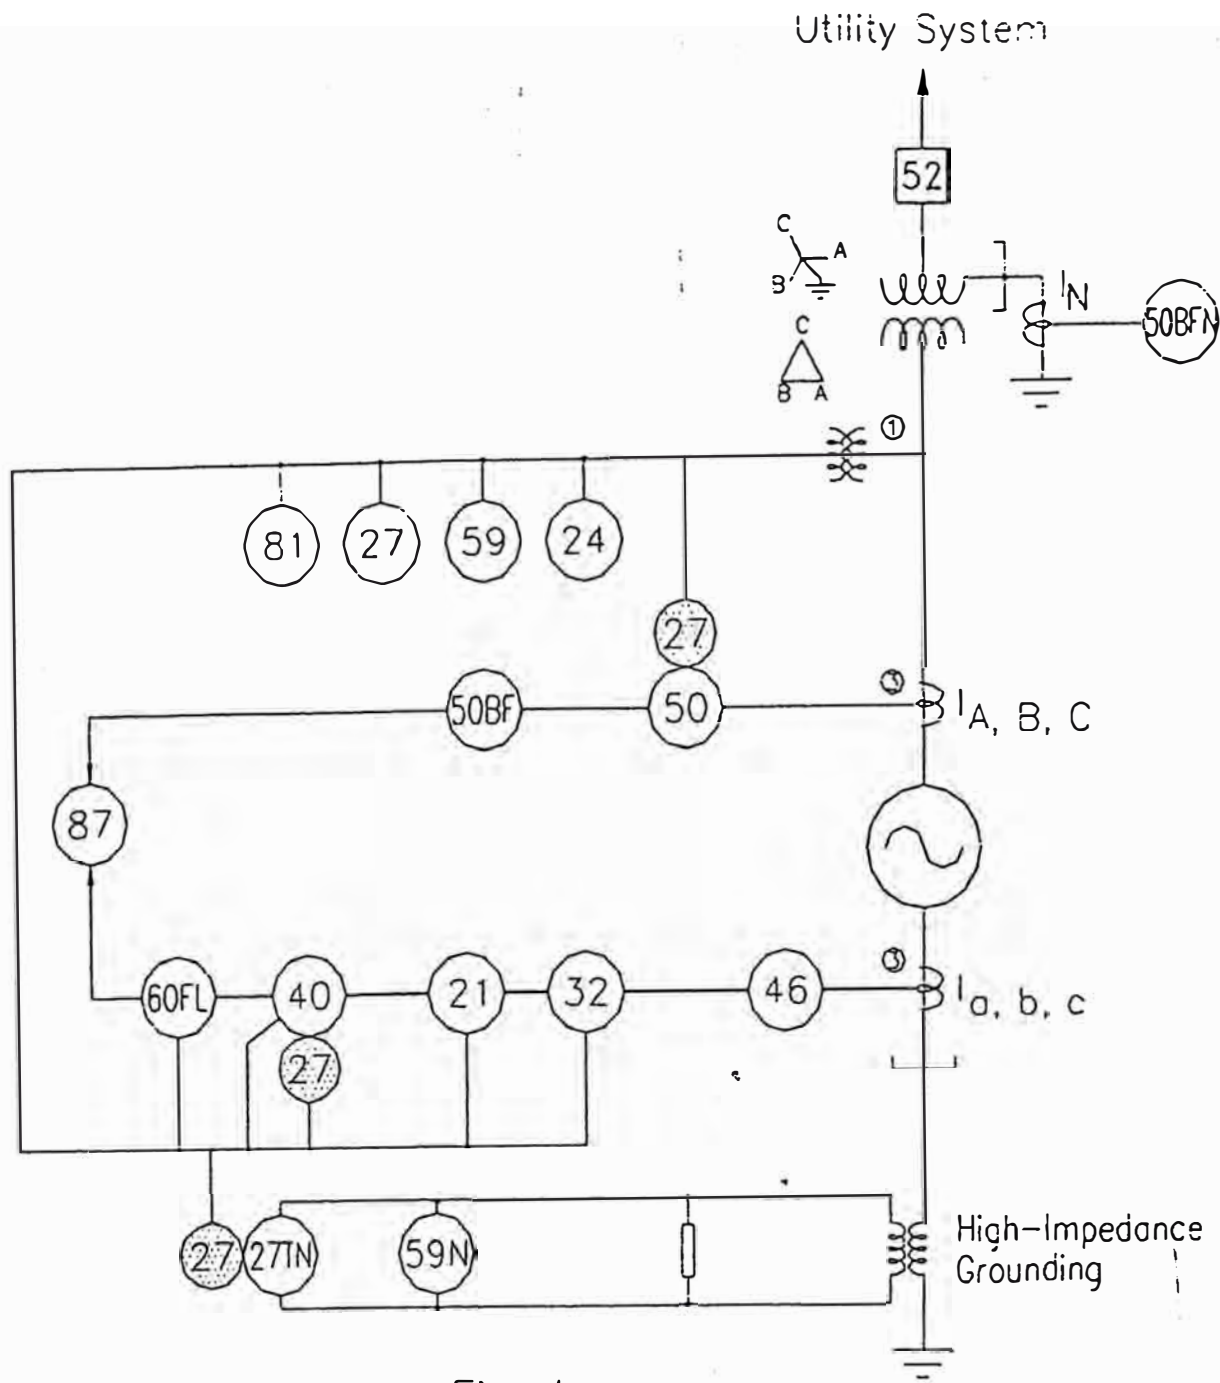 Utility System
52
C
A
B
I N
50BFN
C
B A
①
81 27 59 24
27
50BF 50 ③ I A, B, C
87
60FL 40 21 32 46 ③ I a, b, c
27
27 27TN 59N
High-Impedance
Grounding